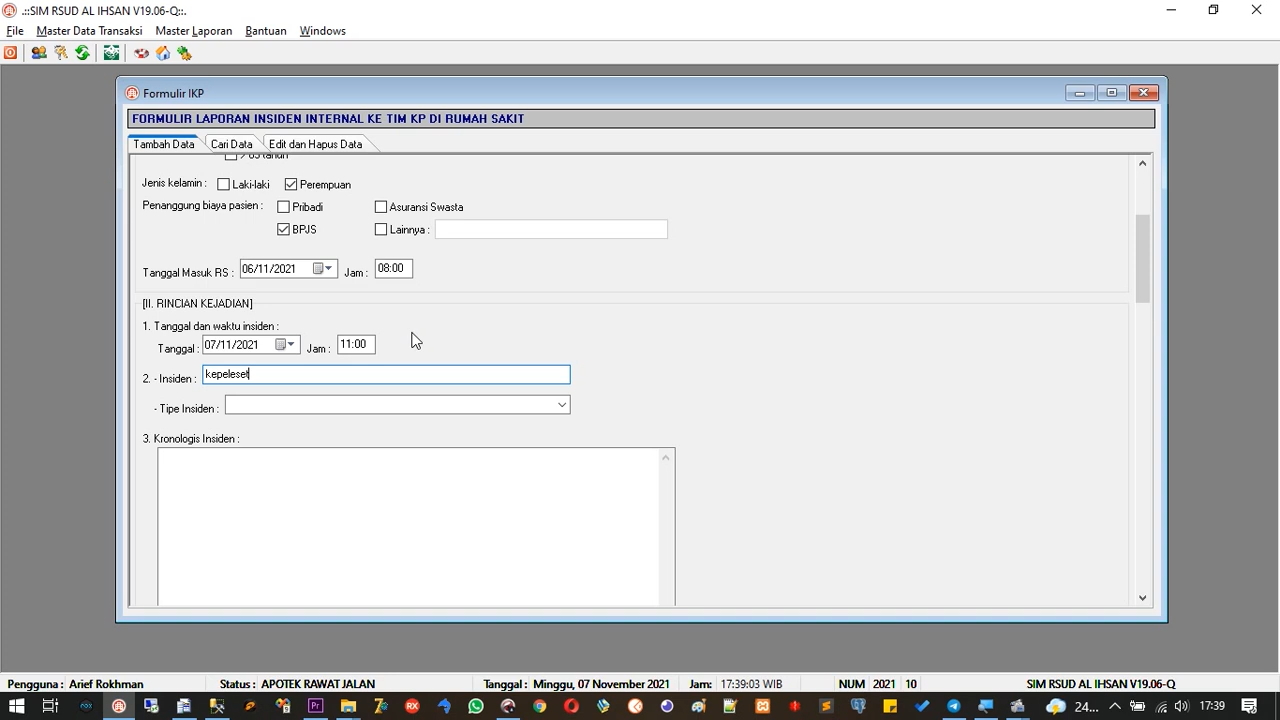 .::SIM RSUD AL IHSAN V19.06-Q::.
File Master Data Transaksi Master Laporan Bantuan Windows
Formulir IKP
FORMULIR LAPORAN INSIDEN INTERNAL KE TIM KP DI RUMAH SAKIT
Tambah Data Cari Data Edit dan Hapus Data
Jenis kelamin : Laki-laki Perempuan
Penanggung biaya pasien : Pribadi Asuransi Swasta
BPJS Lainnya :
Tanggal Masuk RS : 06/11/2021 Jam : 08:00
[II. RINCIAN KEJADIAN]
1. Tanggal dan waktu insiden :
Tanggal : 07/11/2021 Jam : 11:00
2. - Insiden : kepeleset
- Tipe Insiden :
3. Kronologis Insiden :
Pengguna : Arief Rokhman Status : APOTEK RAWAT JALAN Tanggal : Minggu, 07 November 2021 Jam: 17:39:03 WIB NUM 2021 10 SIM RSUD AL IHSAN V19.06-Q
24... 17:39